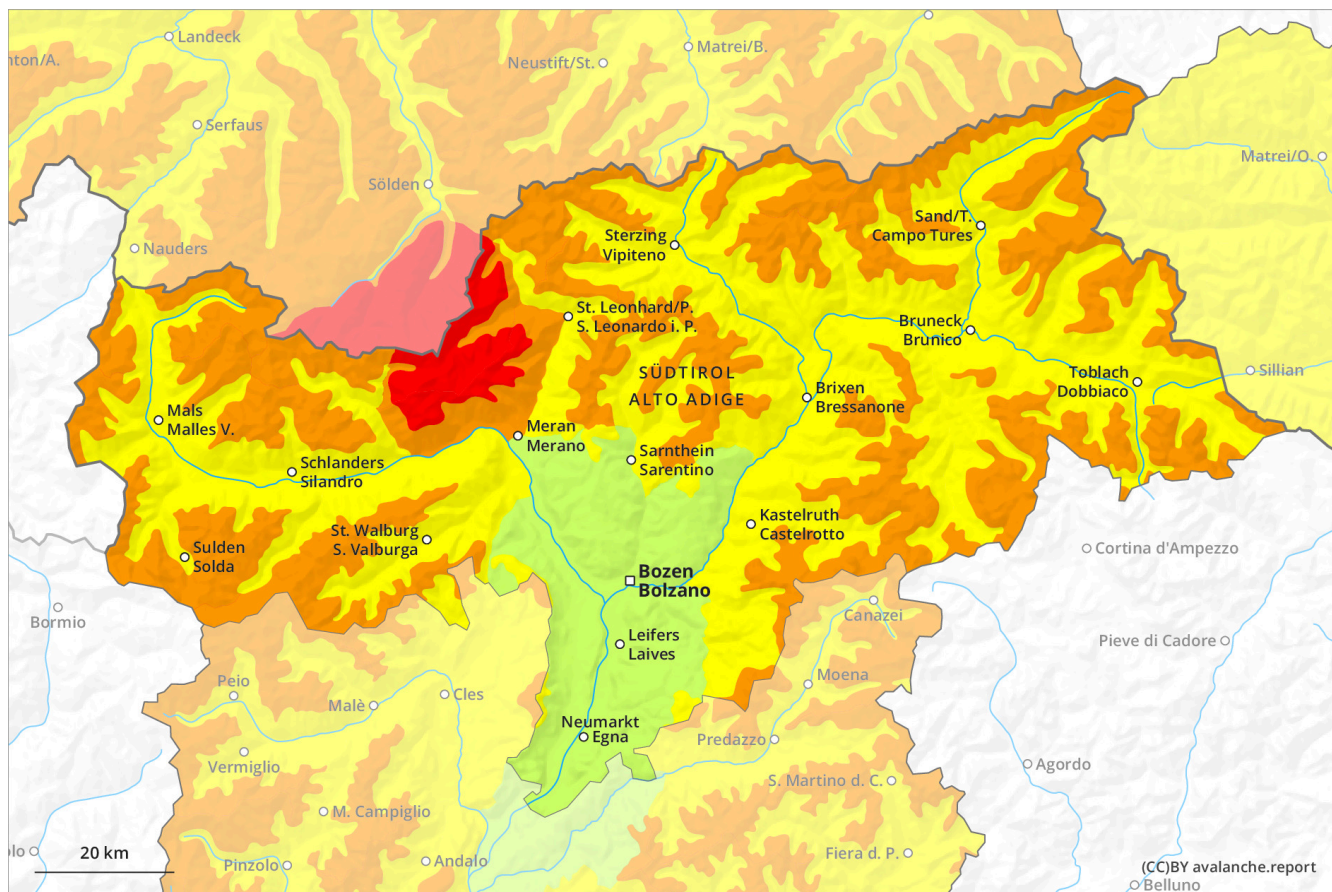 Landeck
nton/A.
Matrei/B.
Neustift/St.
Serfaus
Matrei/O.
Sölden
Sand/T.
Campo Tures
Sterzing
Vipiteno
Nauders
St. Leonhard/P.
S. Leonardo i. P.
Bruneck
Brunico
SÜDTIROL
ALTO ADIGE
Toblach
Dobbiaco
Sillian
Brixen
Bressanone
Mals
Malles V.
Meran
Merano
Sarnthein
Sarentino
Schlanders
Silandro
Kastelruth
Castelrotto
St. Walburg
S. Valburga
Sulden
Solda
Cortina d'Ampezzo
Bozen
Bolzano
Bormio
Canazei
Leifers
Laives
Pieve di Cadore
Peio
Moena
Malè
Cles
Neumarkt
Egna
Predazzo
Vermiglio
Agordo
S. Martino d. C.
M. Campiglio
olo
20 km
Pinzolo
Andalo
Fiera d. P.
(CC)BY avalanche.report
Belluno